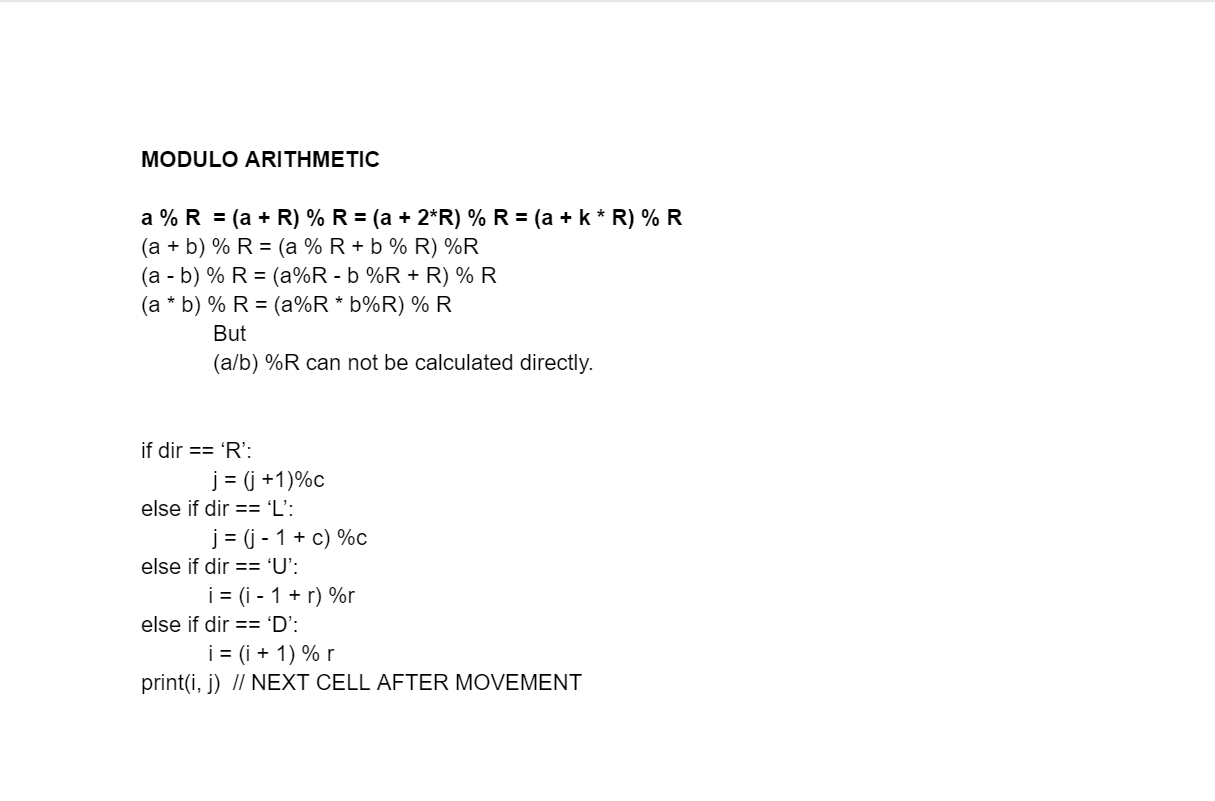 MODULO ARITHMETIC
a % R  = (a + R) % R = (a + 2*R) % R = (a + k * R) % R
(a + b) % R = (a % R + b % R) %R
(a - b) % R = (a%R - b %R + R) % R
(a * b) % R = (a%R * b%R) % R
But
(a/b) %R can not be calculated directly.
if dir == ‘R’:
j = (j +1)%c
else if dir == ‘L’:
j = (j - 1 + c) %c
else if dir == ‘U’:
i = (i - 1 + r) %r
else if dir == ‘D’:
i = (i + 1) % r
print(i, j)  // NEXT CELL AFTER MOVEMENT